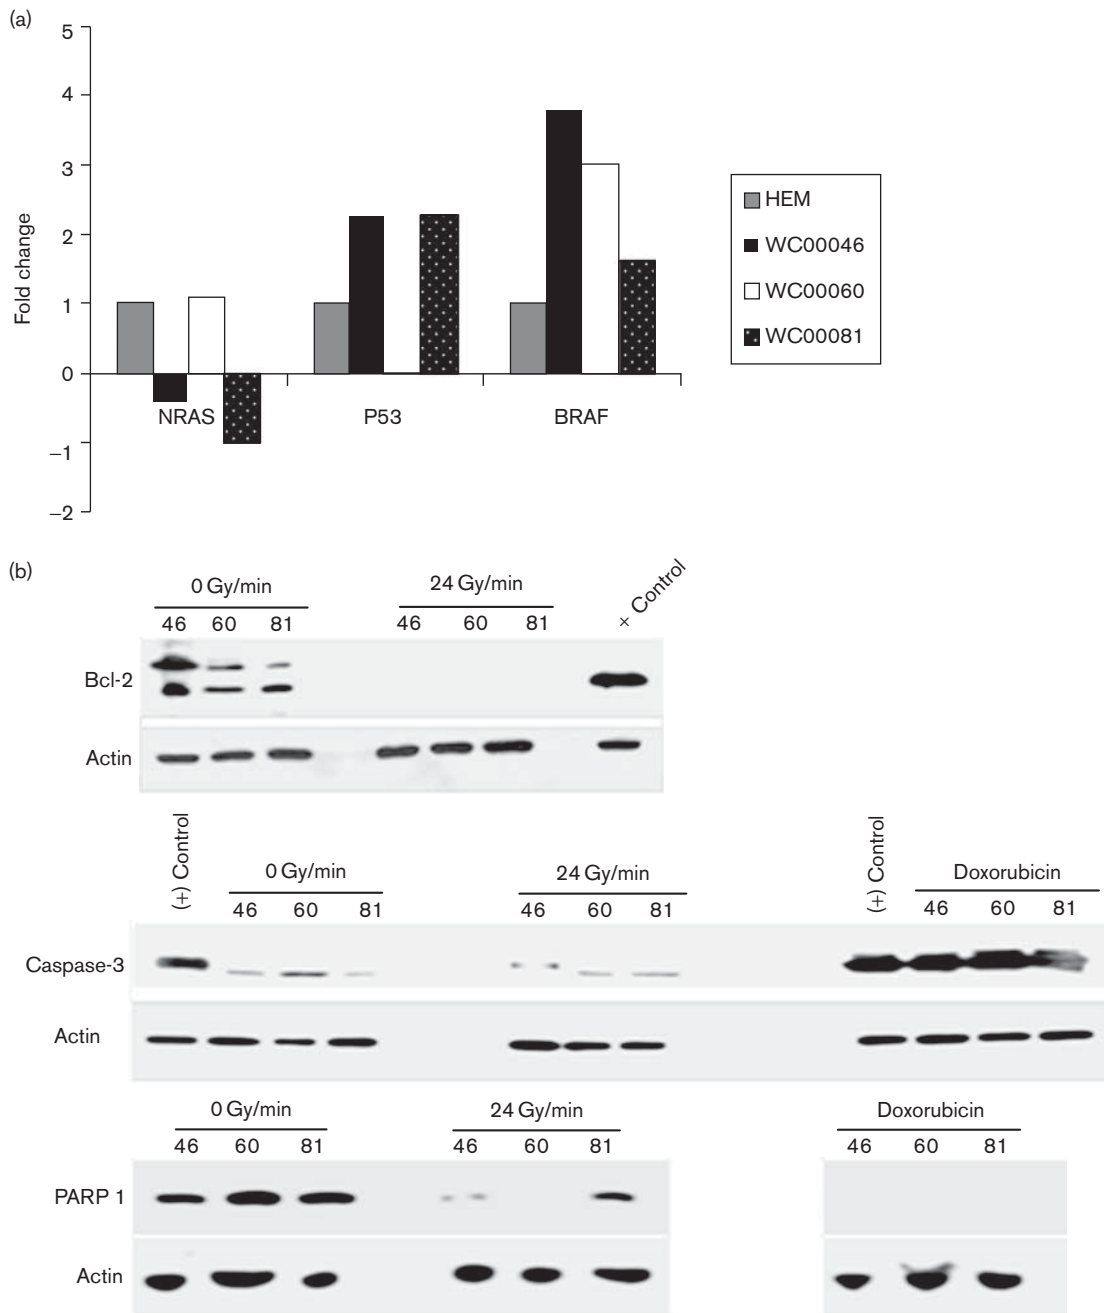 (a)
5
4
3
2
1
0
−1
−2
Fold change
NRAS P53 BRAF
HEM
WC00046
WC00060
WC00081
(b)
0 Gy/min 24 Gy/min + Control
46 60 81 46 60 81
Bcl-2
Actin
(+) Control 0 Gy/min 24 Gy/min (+) Control Doxorubicin
46 60 81 46 60 81 46 60 81
Caspase-3
Actin
0 Gy/min 24 Gy/min Doxorubicin
46 60 81 46 60 81 46 60 81
PARP 1
Actin